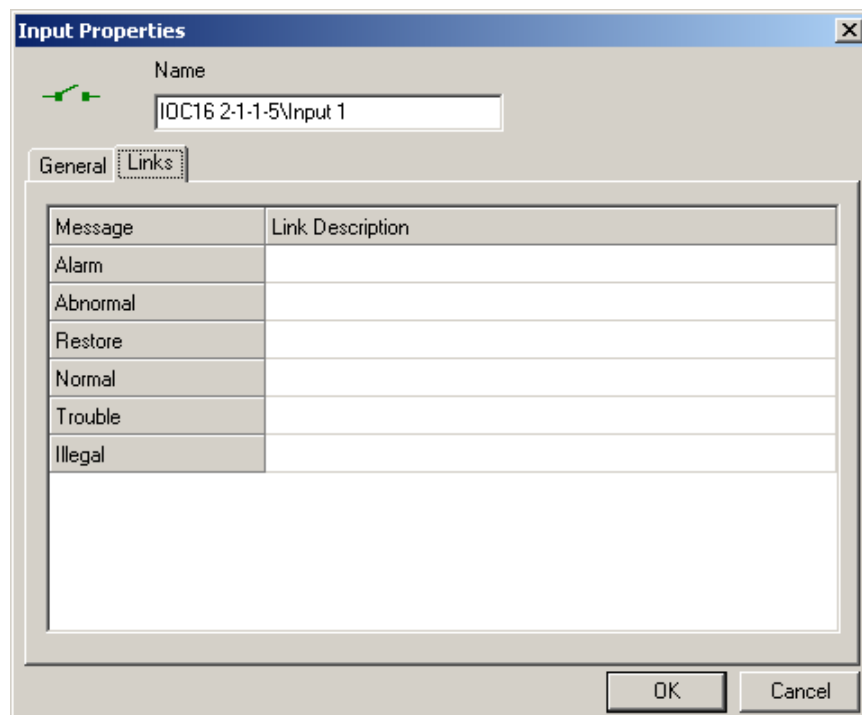 Input Properties
Name
IOC16 2-1-1-5\Input 1
General Links
Message Link Description
Alarm
Abnormal
Restore
Normal
Trouble
Illegal
OK Cancel